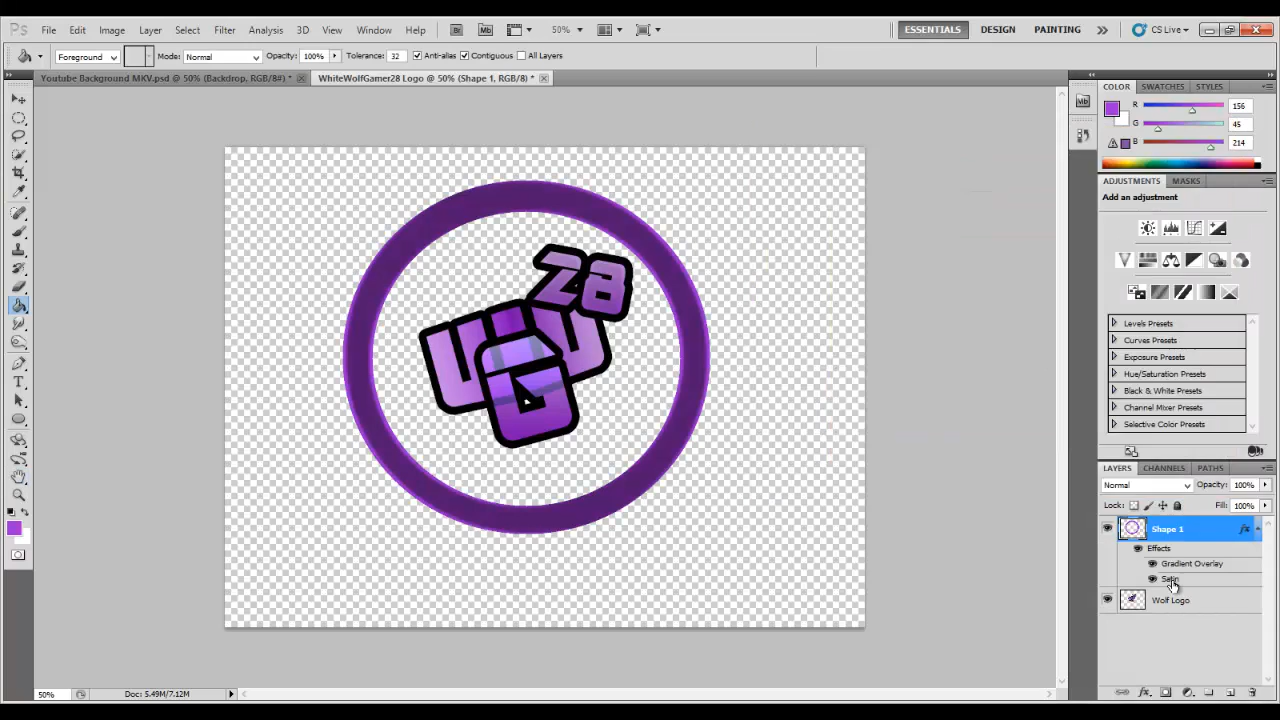 Ps File Edit Image Layer Select Filter Analysis 3D View Window Help Br Mb 50% ESSENTIALS DESIGN PAINTING CS Live
Foreground Mode: Normal Opacity: 100% Tolerance: 32 Anti-alias Contiguous All Layers
Youtube Background MKV.psd @ 50% (Backdrop, RGB/8#) * WhiteWolfGamer28 Logo @ 50% (Shape 1, RGB/8) *
COLOR SWATCHES STYLES
Mb
R 156
G 45
B 214
ADJUSTMENTS MASKS
Add an adjustment
28
Levels Presets
Curves Presets
Exposure Presets
Hue/Saturation Presets
Black & White Presets
Channel Mixer Presets
Selective Color Presets
LAYERS CHANNELS PATHS
Normal Opacity: 100%
Lock: Fill: 100%
Shape 1 fx
Effects
Gradient Overlay
Satin
Wolf Logo
50% Doc: 5.49M/7.12M